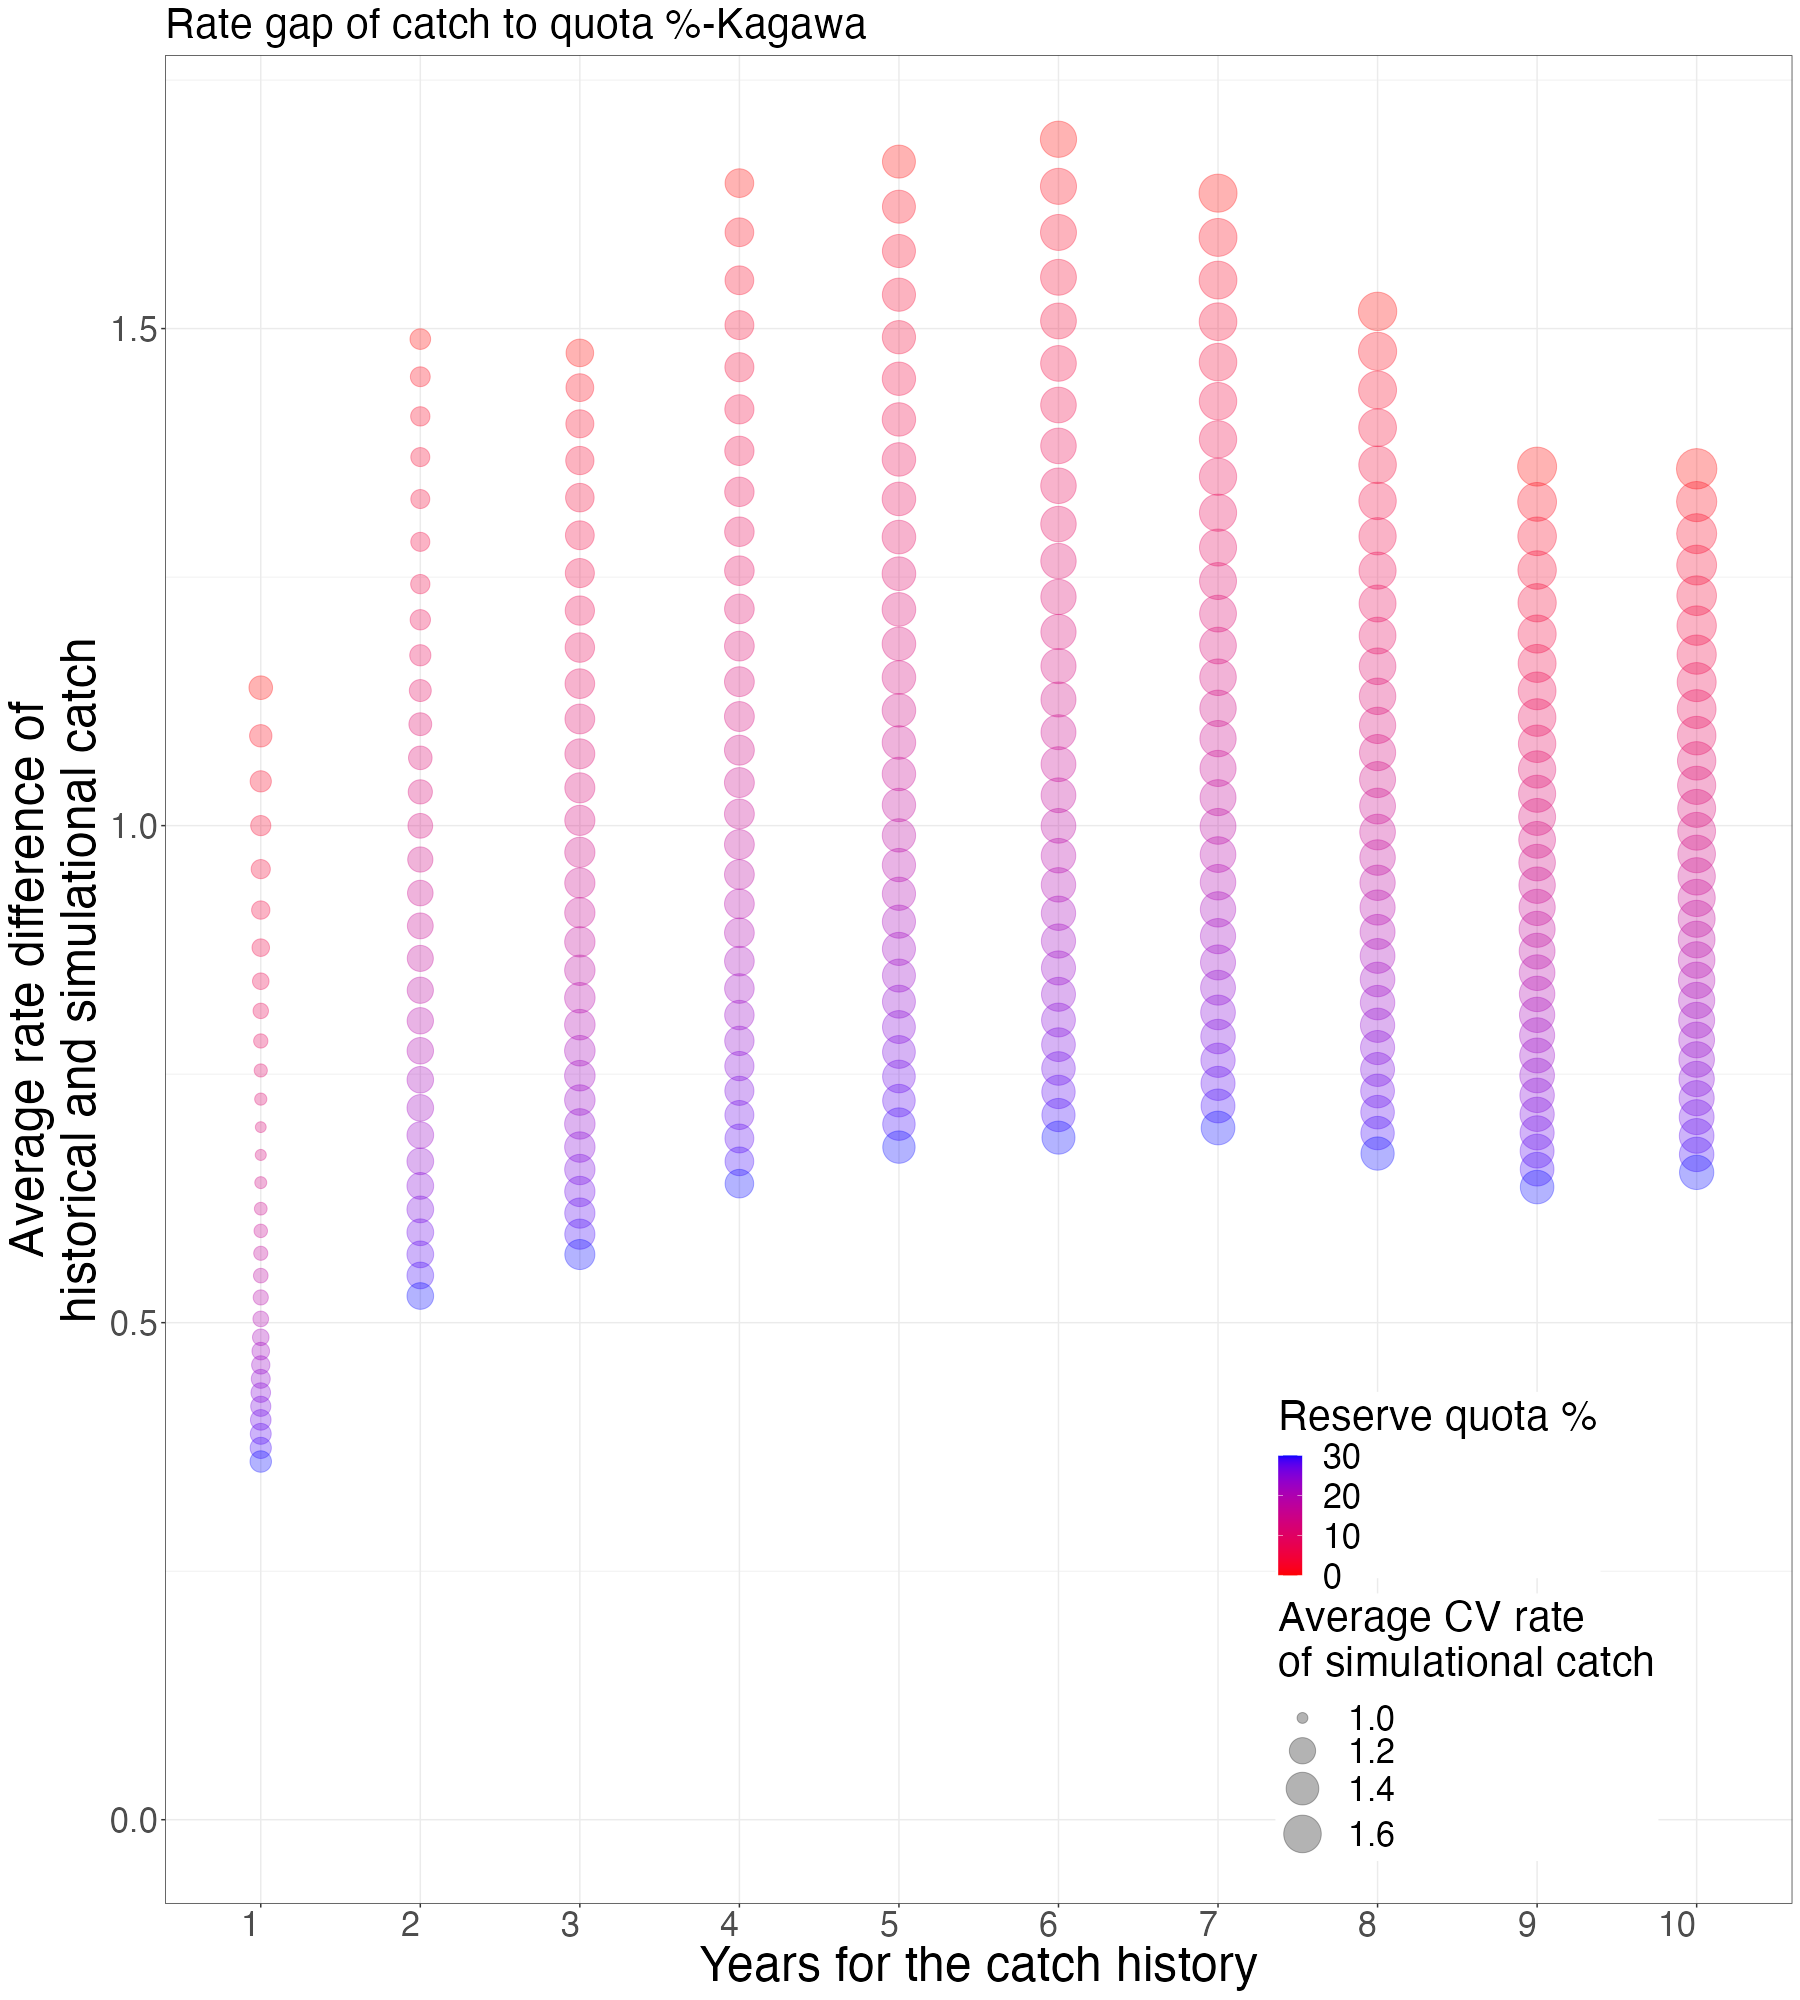 Rate gap of catch to quota %-Kagawa
Average rate difference of
historical and simulational catch
1.5
1.0
0.5
0.0
Reserve quota %
30
20
10
0
Average CV rate
of simulational catch
1.0
1.2
1.4
1.6
1 2 3 4 5 6 7 8 9 10
Years for the catch history